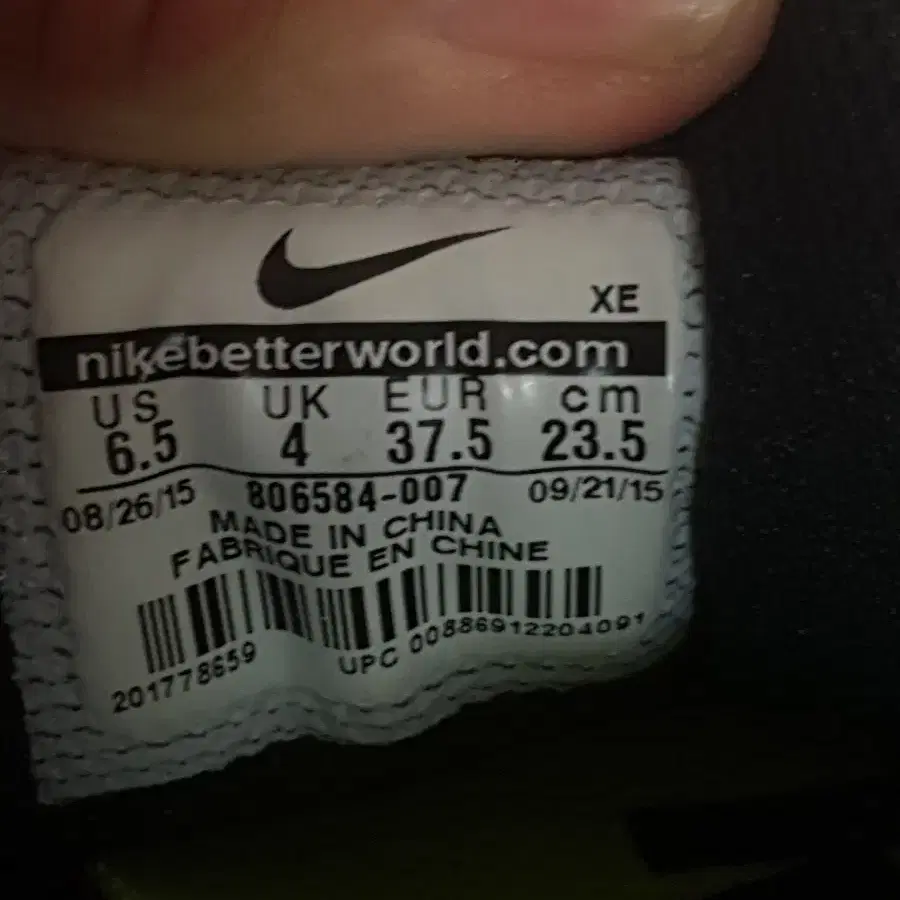 XE
nikebetterworld.com
US UK EUR cm
6.5 4 37.5 23.5
08/26/15 806584-007 09/21/15
MADE IN CHINA
FABRIQUE EN CHINE
201778659 UPC 00886912204091